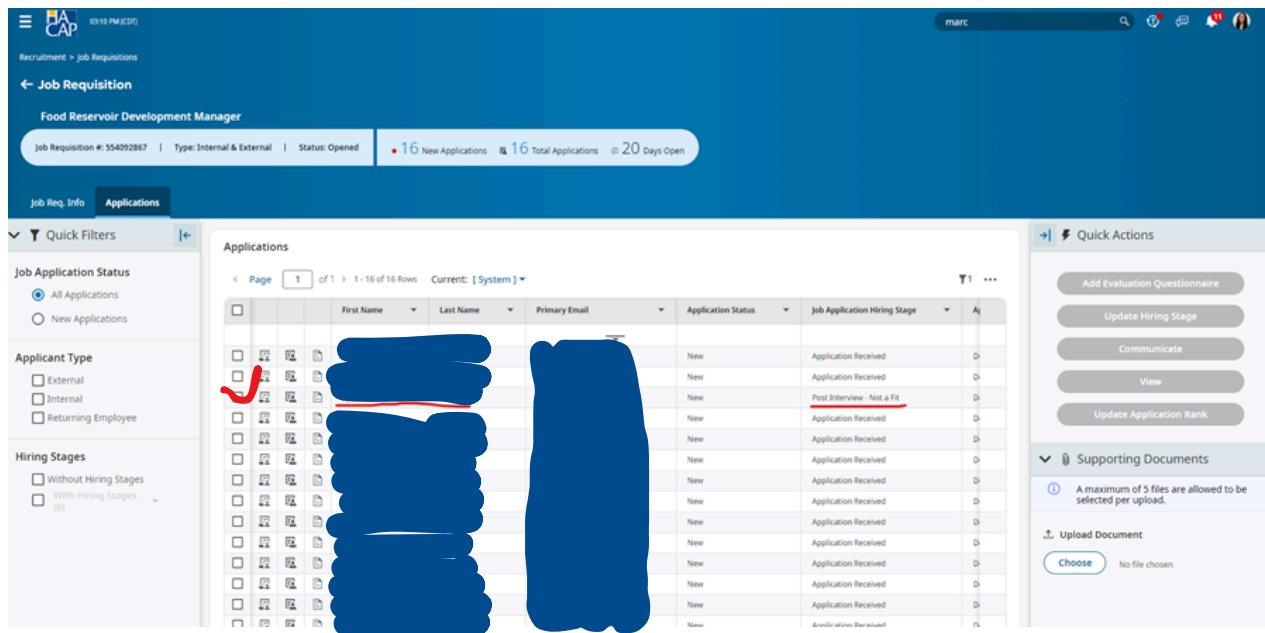 HACAP
03:10 PM (CDT)
marc
11
Recruitment > Job Requisitions
← Job Requisition
Food Reservoir Development Manager
Job Requisition #: 554092867 | Type: Internal & External | Status: Opened
16 New Applications 16 Total Applications 20 Days Open
Job Req. Info Applications
Quick Filters
Job Application Status
All Applications
New Applications
Applicant Type
External
Internal
Returning Employee
Hiring Stages
Without Hiring Stages
With Hiring Stages
(0)
Applications
Page 1 of 1 1 - 16 of 16 Rows Current: [ System ]
1 ...
First Name Last Name Primary Email Application Status Job Application Hiring Stage
New Application Received
New Application Received
New Post Interview - Not a Fit
New Application Received
New Application Received
New Application Received
New Application Received
New Application Received
New Application Received
New Application Received
New Application Received
New Application Received
New Application Received
New Application Received
Quick Actions
Add Evaluation Questionnaire
Update Hiring Stage
Communicate
View
Update Application Rank
Supporting Documents
A maximum of 5 files are allowed to be
selected per upload.
Upload Document
Choose No file chosen